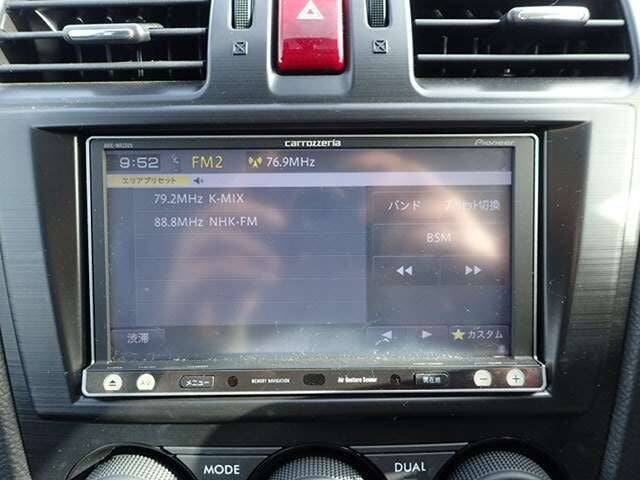 carrozzeria Pioneer
9:52 FM2 76.9MHz
エリアプリセット
79.2MHz K-MIX
88.8MHz NHK-FM
バンド プリセット切換
BSM
渋滞 カスタム
AV メニュー MEMORY NAVIGATION Air Gesture Sensor 現在地
MODE DUAL